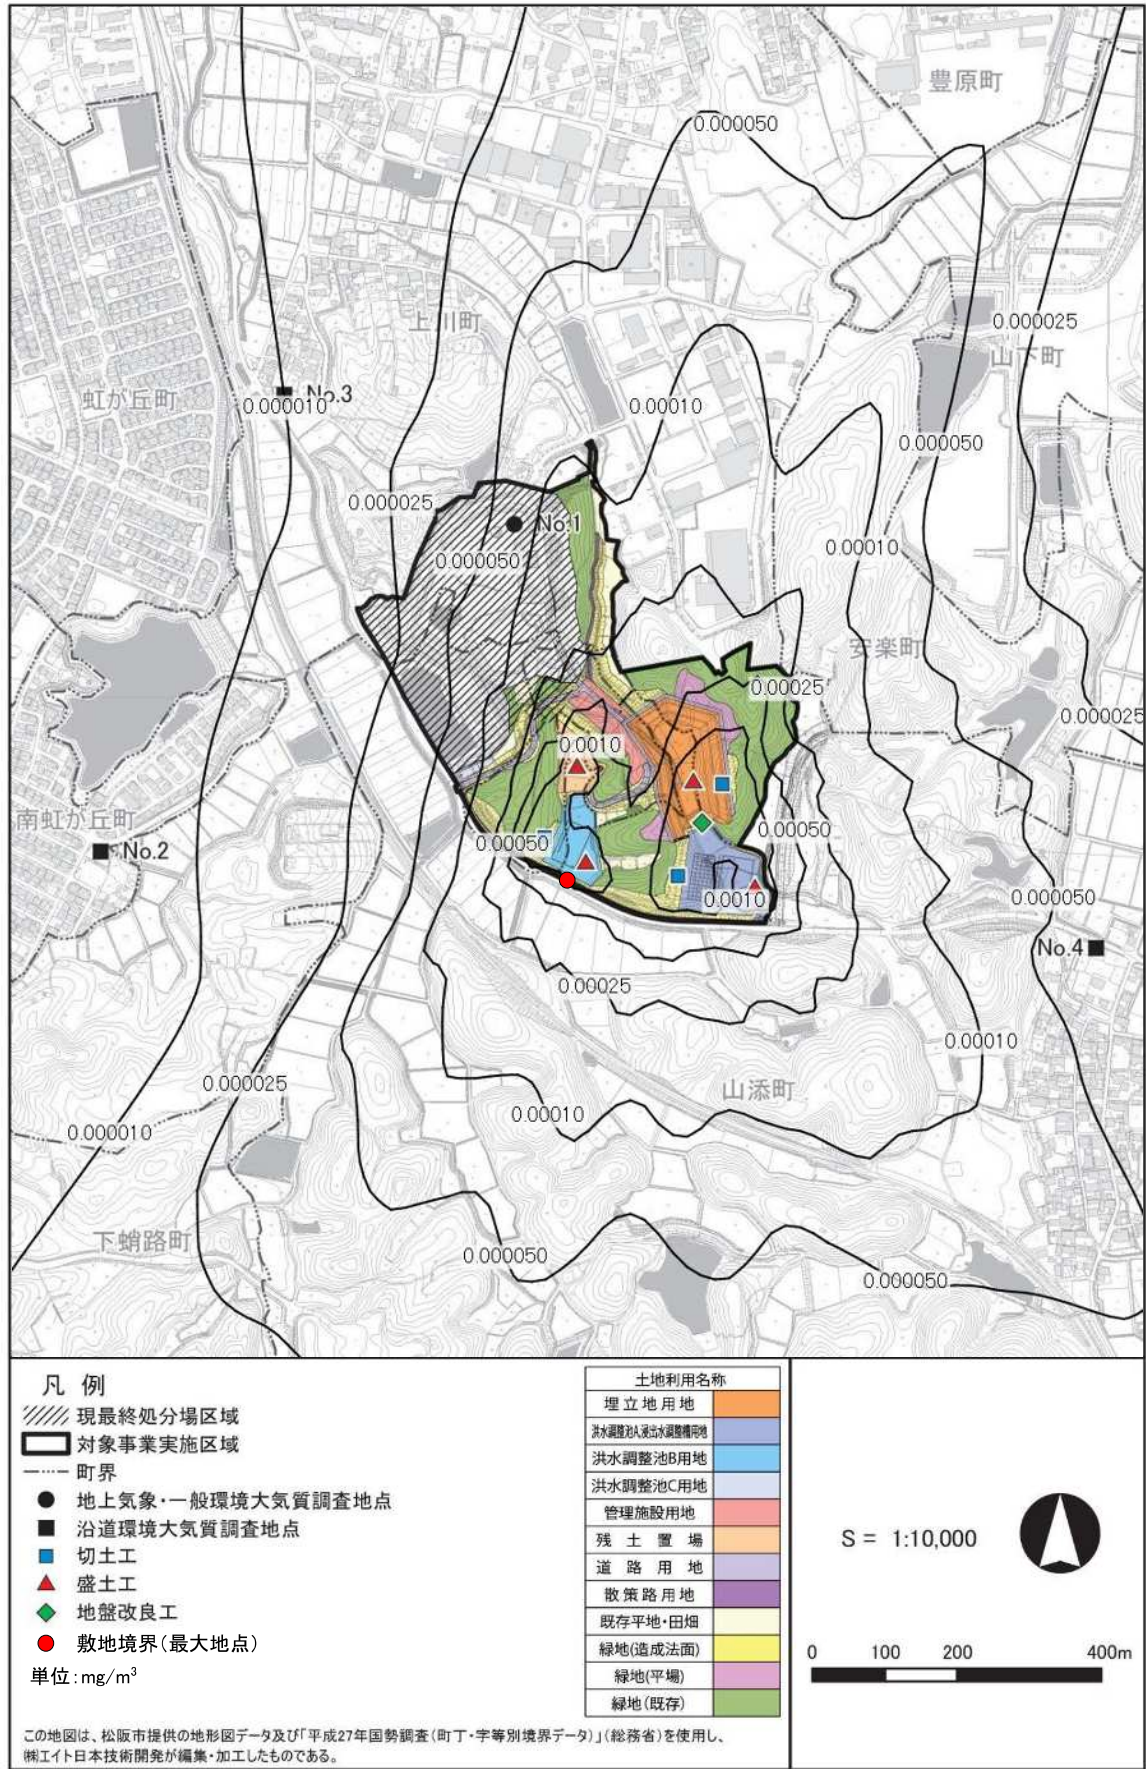 0.000050
豊原町
0.000025
上川町
山下町
No.3
虹が丘町
0.000010
0.00010
0.000050
0.000025
No.1
0.00010
0.000050
安楽町
0.00025
0.000025
0.0010
南虹が丘町
0.00050
0.00050
No.2
0.0010
0.000050
No.4
0.00025
0.00010
0.000025
山添町
0.00010
0.000010
下蛸路町
0.000050
0.000050
凡 例
現最終処分場区域
対象事業実施区域
町界
地上気象・一般環境大気質調査地点
沿道環境大気質調査地点
切土工
盛土工
地盤改良工
敷地境界(最大地点)
単位:mg/m³
土地利用名称
埋立地用地
洪水調整池A,浸出水調整槽用地
洪水調整池B用地
洪水調整池C用地
管理施設用地
残土置場
道路用地
散策路用地
既存平地・田畑
緑地(造成法面)
緑地(平場)
緑地(既存)
S = 1:10,000
0 100 200 400m
この地図は、松阪市提供の地形図データ及び「平成27年国勢調査(町丁・字等別境界データ)」(総務省)を使用し、
㈱エイト日本技術開発が編集・加工したものである。